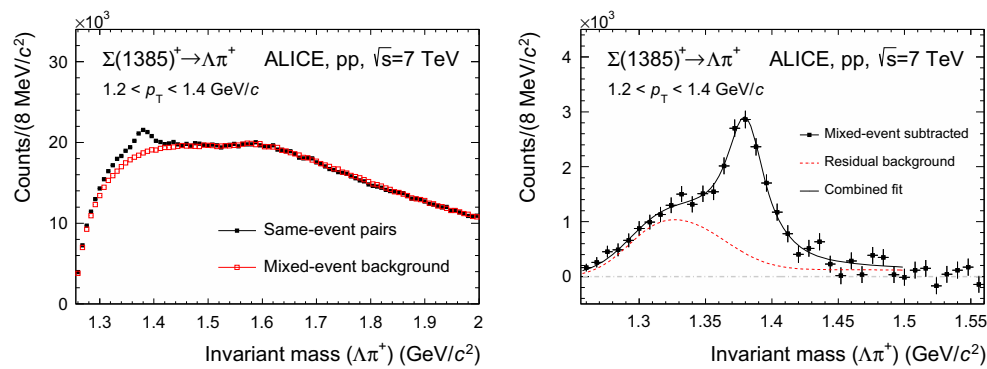 ×10³
Σ(1385)⁺→Λπ⁺ ALICE, pp, √s=7 TeV
1.2 < p_T < 1.4 GeV/c
Counts/(8 MeV/c²)
30
20
10
0
Same-event pairs
Mixed-event background
1.3 1.4 1.5 1.6 1.7 1.8 1.9 2
Invariant mass (Λπ⁺) (GeV/c²)
×10³
Σ(1385)⁺→Λπ⁺ ALICE, pp, √s=7 TeV
1.2 < p_T < 1.4 GeV/c
Counts/(8 MeV/c²)
4
3
2
1
0
Mixed-event subtracted
Residual background
Combined fit
1.3 1.35 1.4 1.45 1.5 1.55
Invariant mass (Λπ⁺) (GeV/c²)